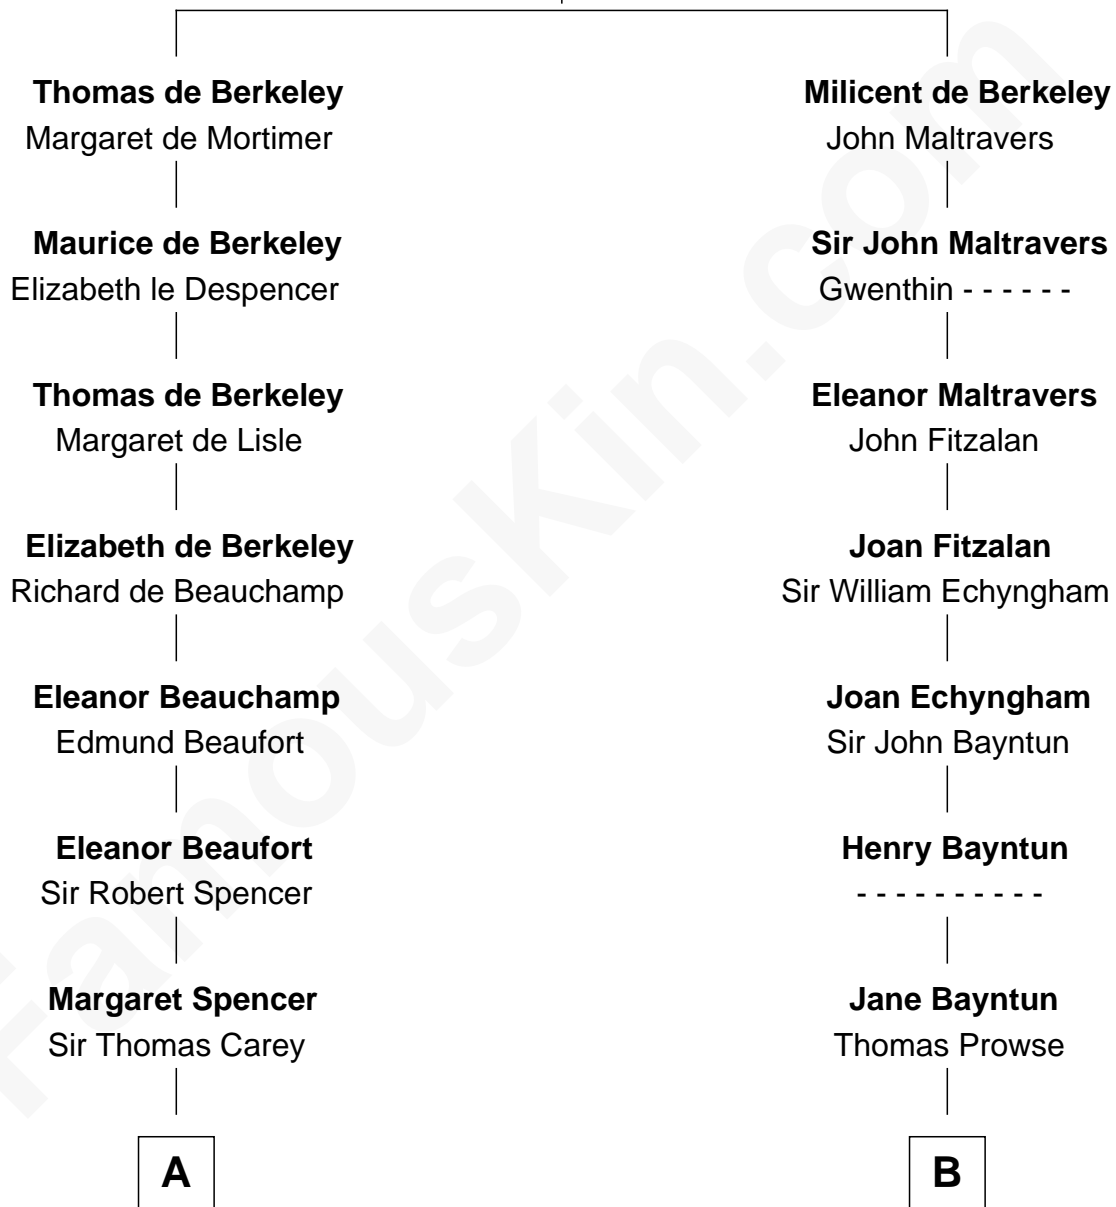 Thomas de Berkeley
Margaret de Mortimer
Maurice de Berkeley
Elizabeth le Despencer
Thomas de Berkeley
Margaret de Lisle
Elizabeth de Berkeley
Richard de Beauchamp
Eleanor Beauchamp
Edmund Beaufort
Eleanor Beaufort
Sir Robert Spencer
Margaret Spencer
Sir Thomas Carey
A
Milicent de Berkeley
John Maltravers
Sir John Maltravers
Gwenthin - - - - - -
Eleanor Maltravers
John Fitzalan
Joan Fitzalan
Sir William Echyngham
Joan Echyngham
Sir John Bayntun
Henry Bayntun
- - - - - - - - - -
Jane Bayntun
Thomas Prowse
B
FamousKin.com